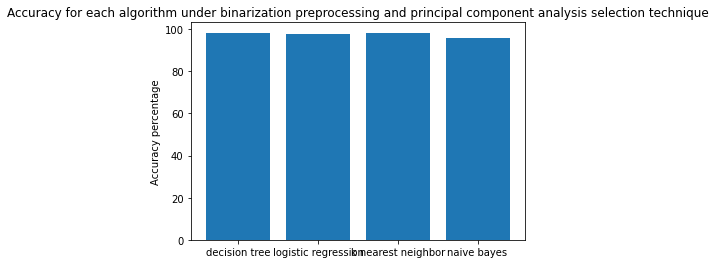 Accuracy for each algorithm under binarization preprocessing and principal component analysis selection technique
100
80
60
40
20
0
Accuracy percentage
decision tree logistic regression k nearest neighbor naive bayes